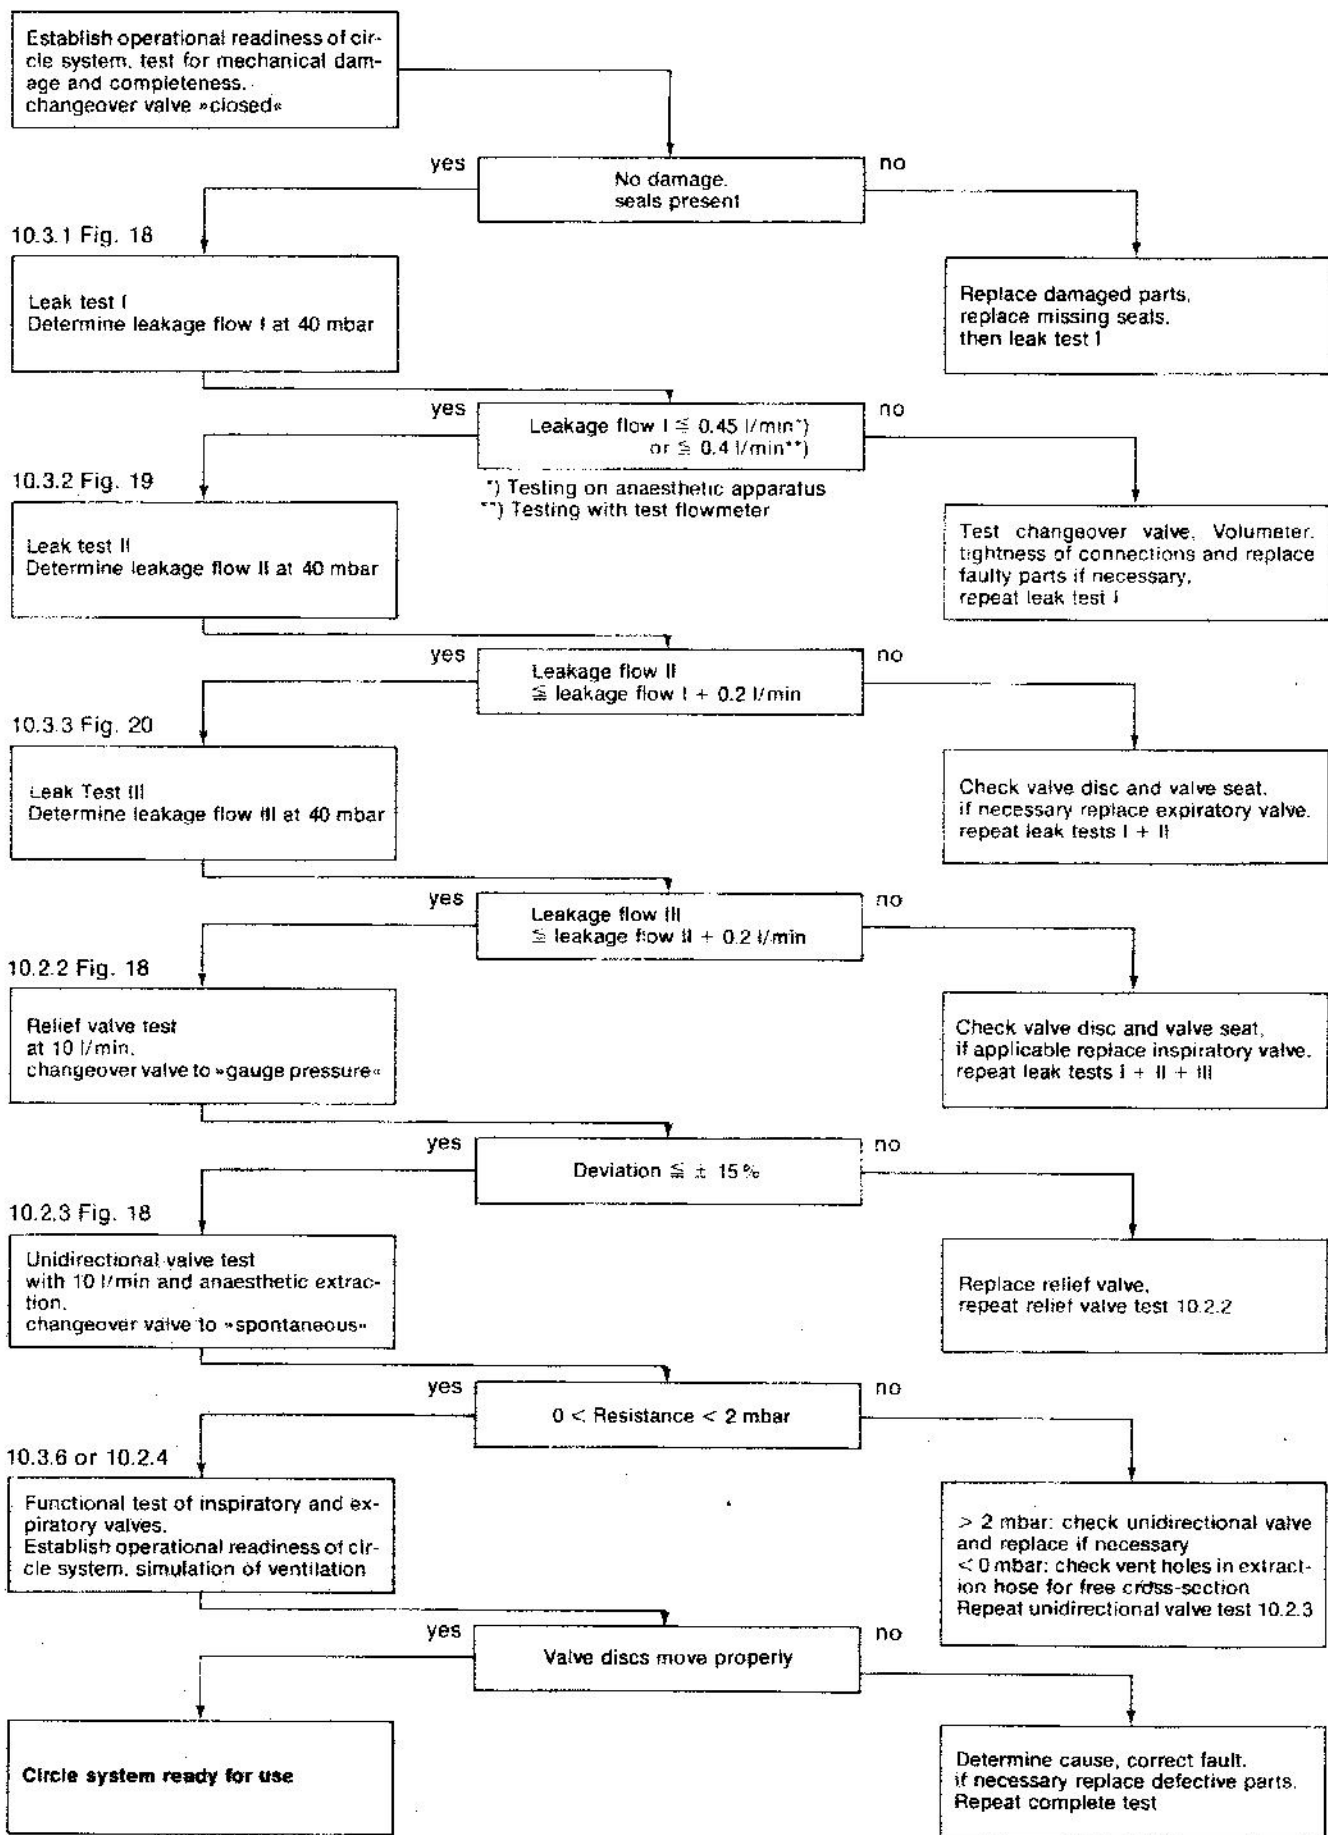 Establish operational readiness of cir-
cle system, test for mechanical dam-
age and completeness.
changeover valve »closed«
yes
No damage.
seals present
no
10.3.1 Fig. 18
Leak test I
Determine leakage flow I at 40 mbar
Replace damaged parts,
replace missing seals.
then leak test I
yes
Leakage flow I ≦ 0.45 l/min*)
or ≦ 0.4 l/min**)
no
*) Testing on anaesthetic apparatus
**) Testing with test flowmeter
10.3.2 Fig. 19
Leak test II
Determine leakage flow II at 40 mbar
Test changeover valve, Volumeter.
tightness of connections and replace
faulty parts if necessary,
repeat leak test I
yes
Leakage flow II
≦ leakage flow I + 0.2 l/min
no
10.3.3 Fig. 20
Leak Test III
Determine leakage flow III at 40 mbar
Check valve disc and valve seat.
if necessary replace expiratory valve.
repeat leak tests I + II
yes
Leakage flow III
≦ leakage flow II + 0.2 l/min
no
10.2.2 Fig. 18
Relief valve test
at 10 l/min.
changeover valve to »gauge pressure«
Check valve disc and valve seat,
if applicable replace inspiratory valve.
repeat leak tests I + II + III
yes
Deviation ≦ ± 15%
no
10.2.3 Fig. 18
Unidirectional valve test
with 10 l/min and anaesthetic extrac-
tion.
changeover valve to »spontaneous«
Replace relief valve,
repeat relief valve test 10.2.2
yes
0 < Resistance < 2 mbar
no
10.3.6 or 10.2.4
Functional test of inspiratory and ex-
piratory valves.
Establish operational readiness of cir-
cle system, simulation of ventilation
> 2 mbar: check unidirectional valve
and replace if necessary
< 0 mbar: check vent holes in extract-
ion hose for free cross-section
Repeat unidirectional valve test 10.2.3
yes
Valve discs move properly
no
Circle system ready for use
Determine cause, correct fault.
if necessary replace defective parts.
Repeat complete test